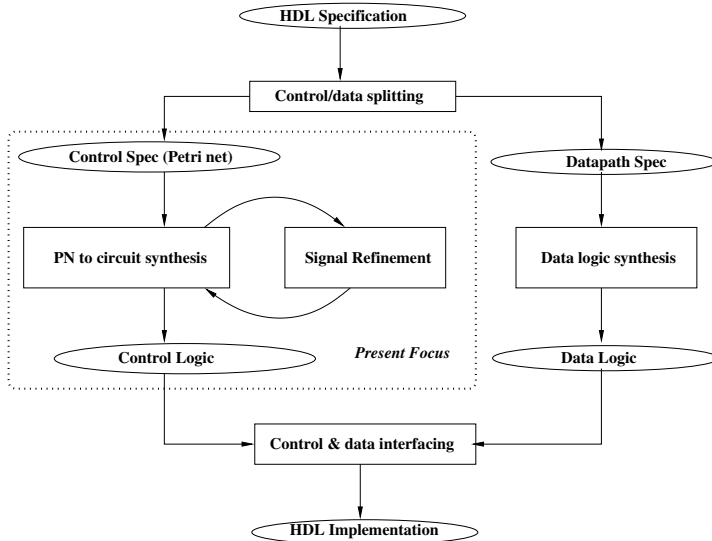 HDL Specification
Control/data splitting
Control Spec (Petri net)
Datapath Spec
PN to circuit synthesis
Signal Refinement
Data logic synthesis
Control Logic
Present Focus
Data Logic
Control & data interfacing
HDL Implementation